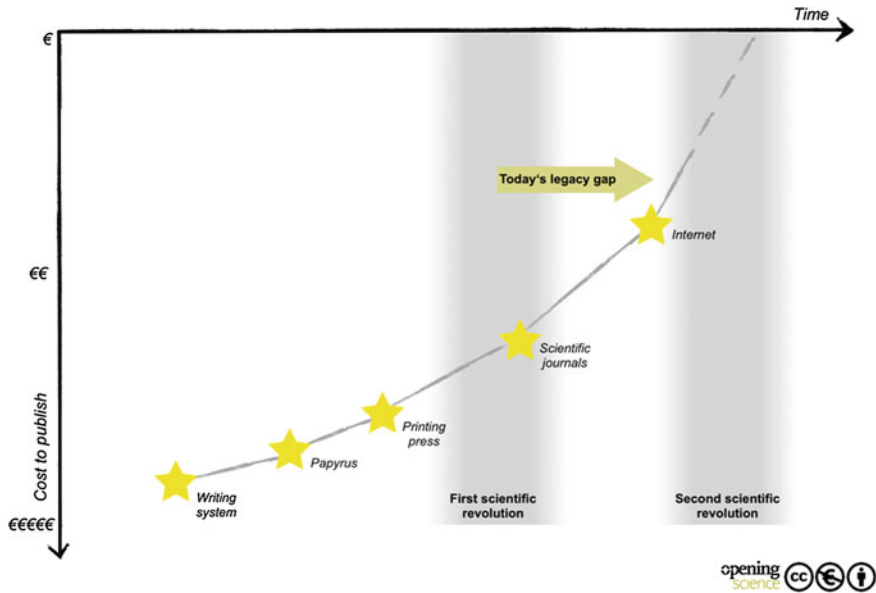 Time
€
Today's legacy gap
Internet
€€
Scientific
journals
Cost to publish
Printing
press
Papyrus
Writing
system
First scientific
revolution
Second scientific
revolution
€€€€€
opening
science
cc